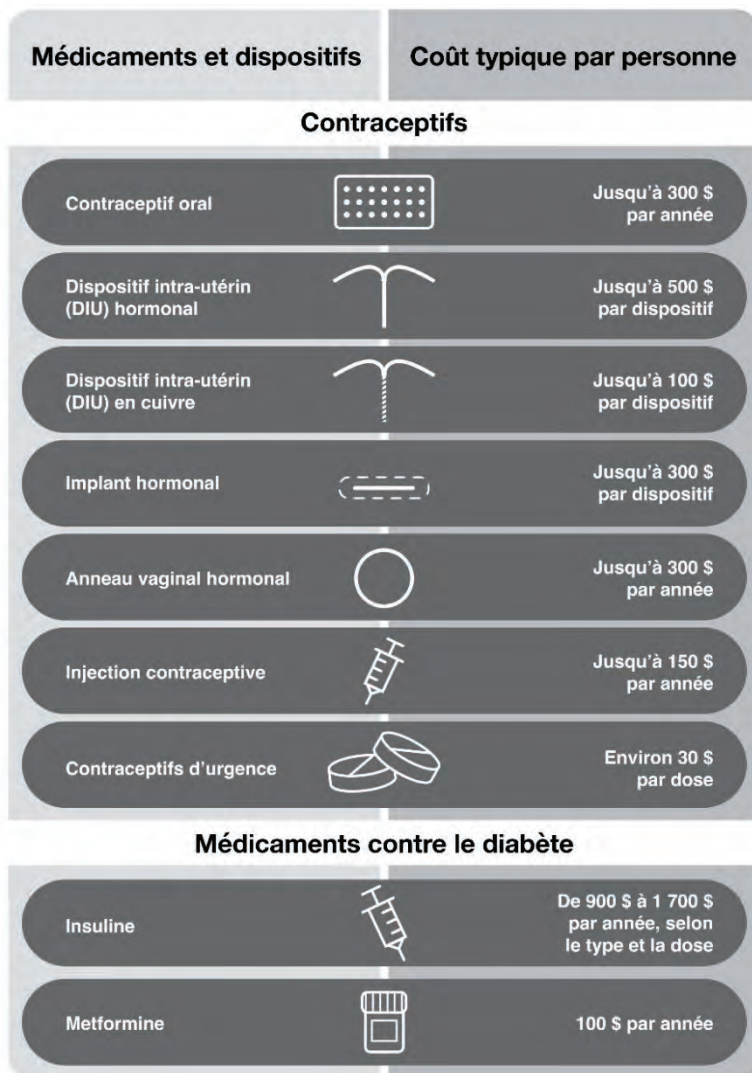 Médicaments et dispositifs
Coût typique par personne
Contraceptifs
Contraceptif oral
Jusqu'à 300 $
par année
Dispositif intra-utérin
(DIU) hormonal
Jusqu'à 500 $
par dispositif
Dispositif intra-utérin
(DIU) en cuivre
Jusqu'à 100 $
par dispositif
Implant hormonal
Jusqu'à 300 $
par dispositif
Anneau vaginal hormonal
Jusqu'à 300 $
par année
Injection contraceptive
Jusqu'à 150 $
par année
Contraceptifs d'urgence
Environ 30 $
par dose
Médicaments contre le diabète
Insuline
De 900 $ à 1 700 $
par année, selon
le type et la dose
Metformine
100 $ par année